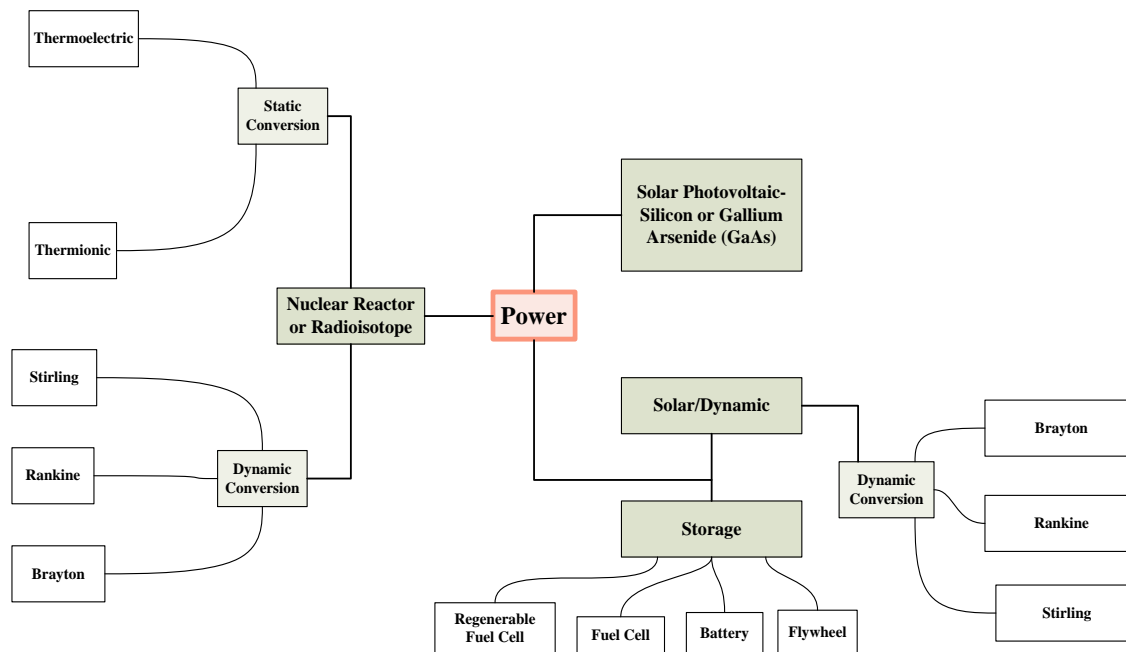 Thermoelectric
Static
Conversion
Thermionic
Solar Photovoltaic-
Silicon or Gallium
Arsenide (GaAs)
Nuclear Reactor
or Radioisotope
Power
Stirling
Rankine
Brayton
Dynamic
Conversion
Solar/Dynamic
Dynamic
Conversion
Brayton
Rankine
Stirling
Storage
Regenerable
Fuel Cell
Fuel Cell
Battery
Flywheel